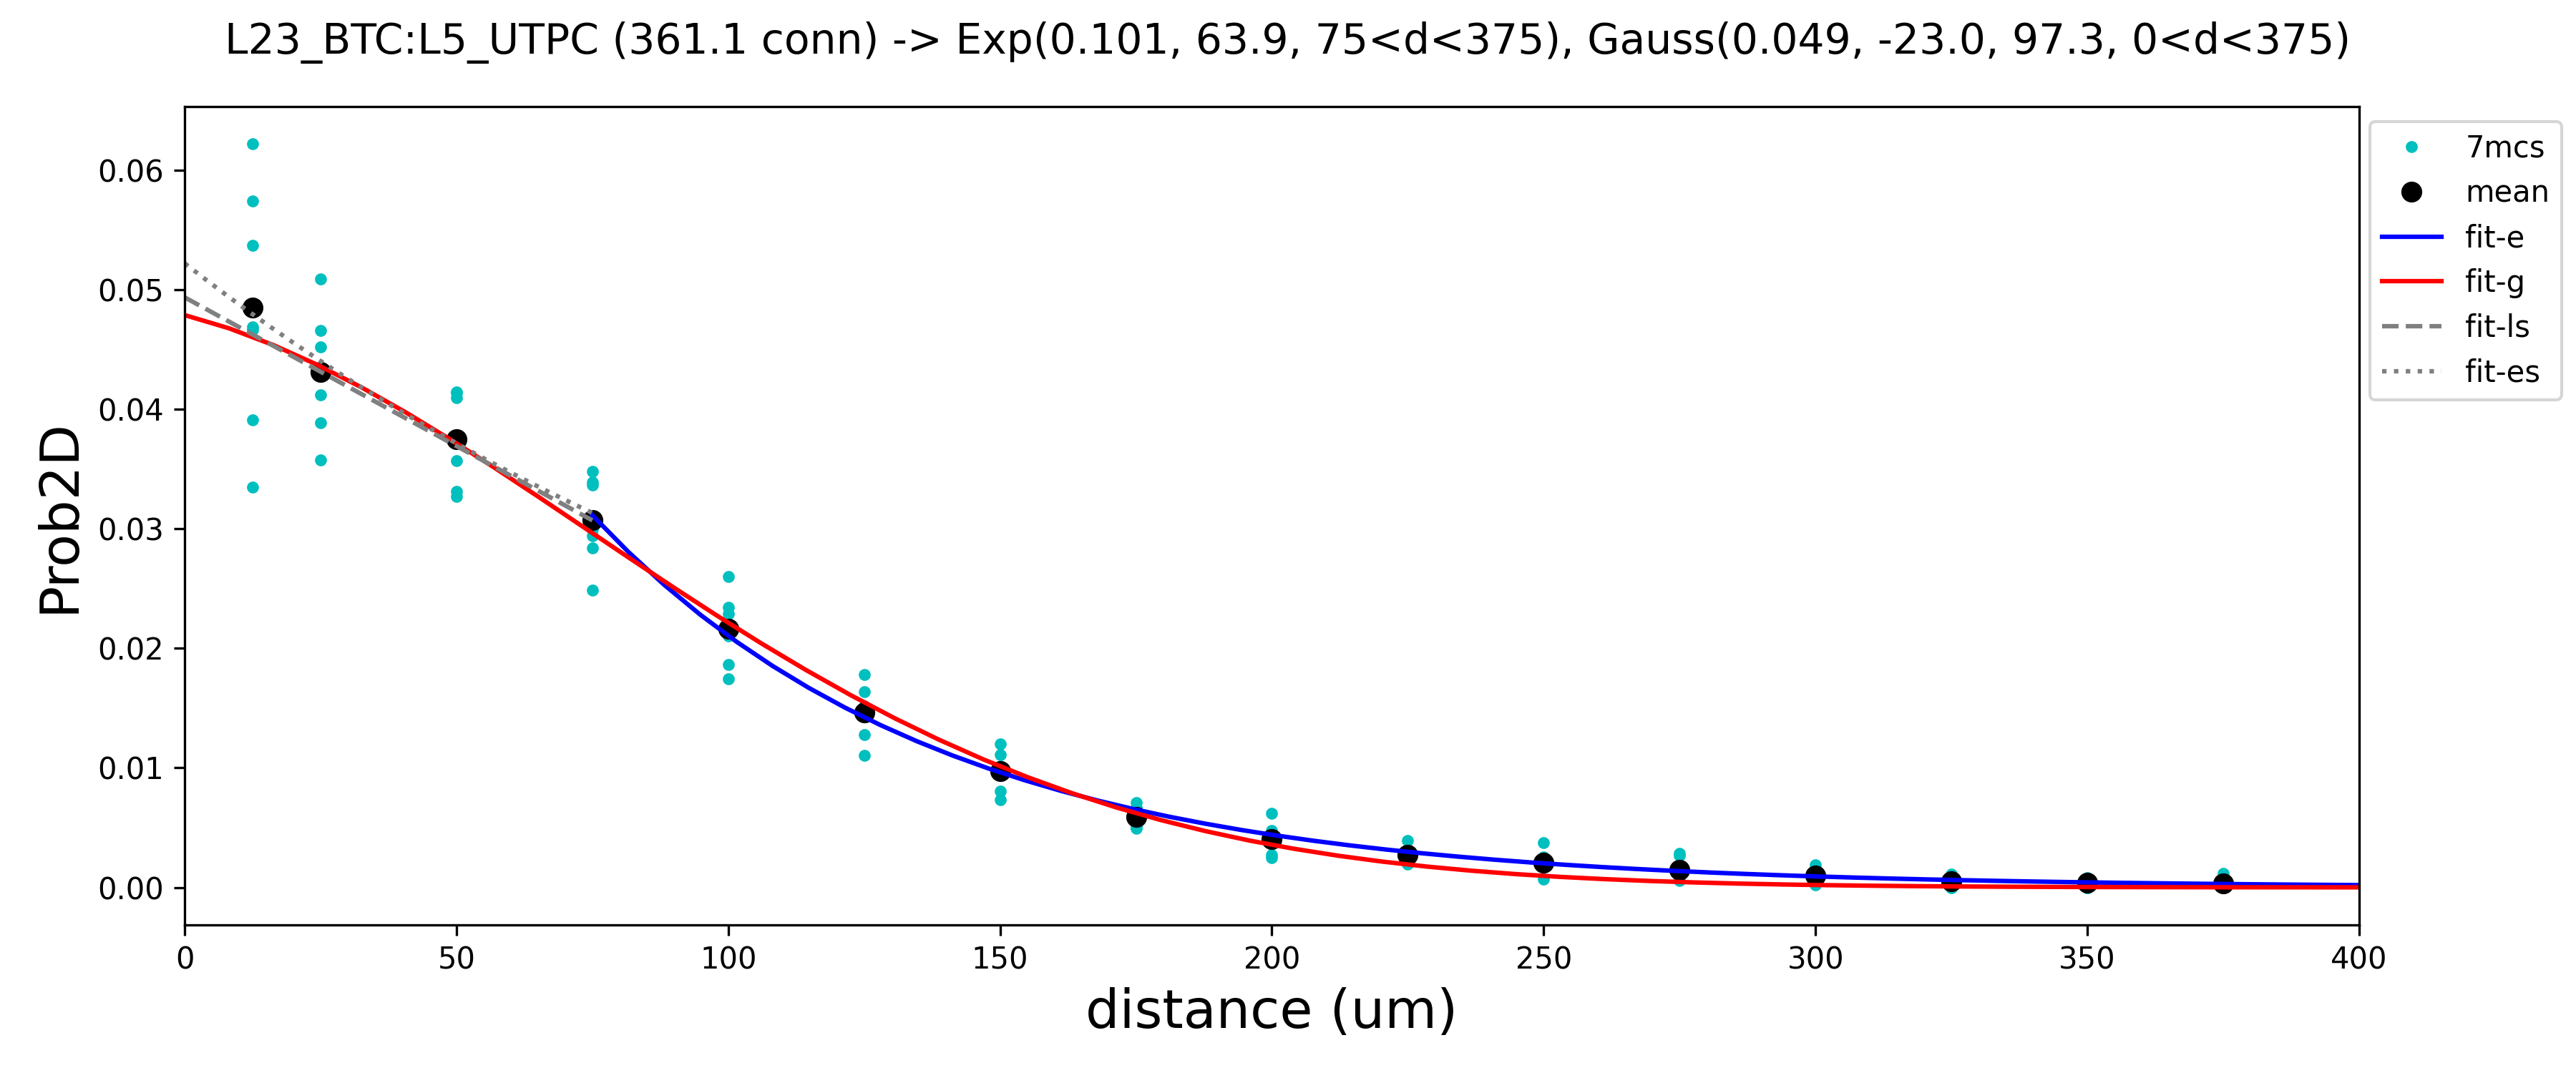 L23_BTC:L5_UTPC (361.1 conn) -> Exp(0.101, 63.9, 75<d<375), Gauss(0.049, -23.0, 97.3, 0<d<375)
7mcs
mean
fit-e
fit-g
fit-ls
fit-es
Prob2D
0.06
0.05
0.04
0.03
0.02
0.01
0.00
0 50 100 150 200 250 300 350 400
distance (um)